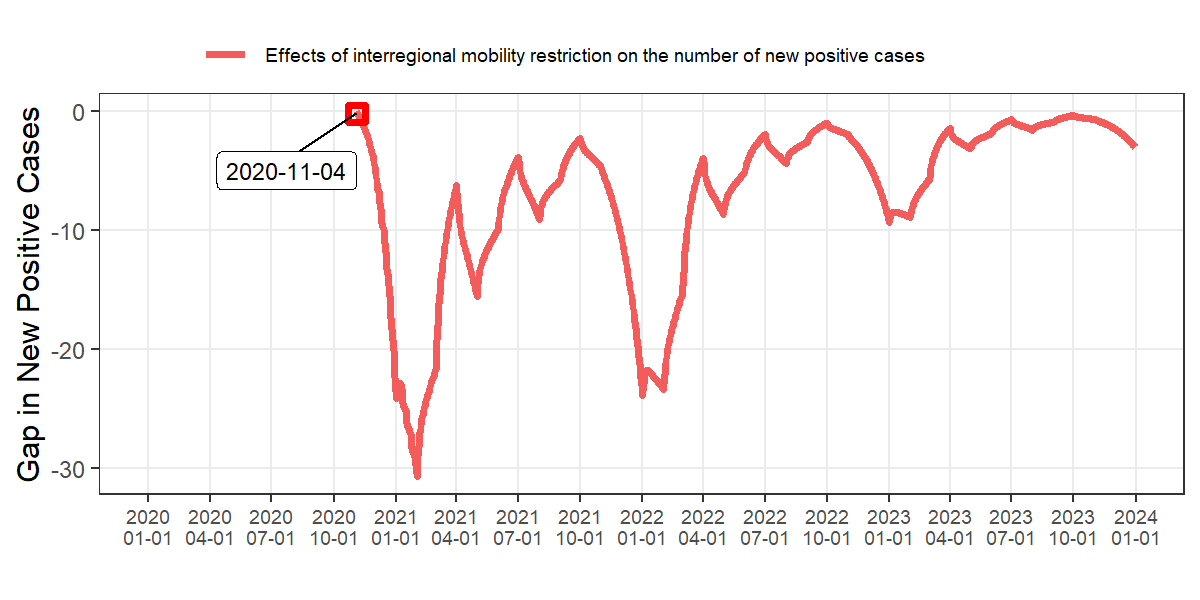 Effects of interregional mobility restriction on the number of new positive cases
Gap in New Positive Cases
0
-10
-20
-30
2020-11-04
2020 2020 2020 2020 2021 2021 2021 2021 2022 2022 2022 2022 2023 2023 2023 2023 2024
01-01 04-01 07-01 10-01 01-01 04-01 07-01 10-01 01-01 04-01 07-01 10-01 01-01 04-01 07-01 10-01 01-01